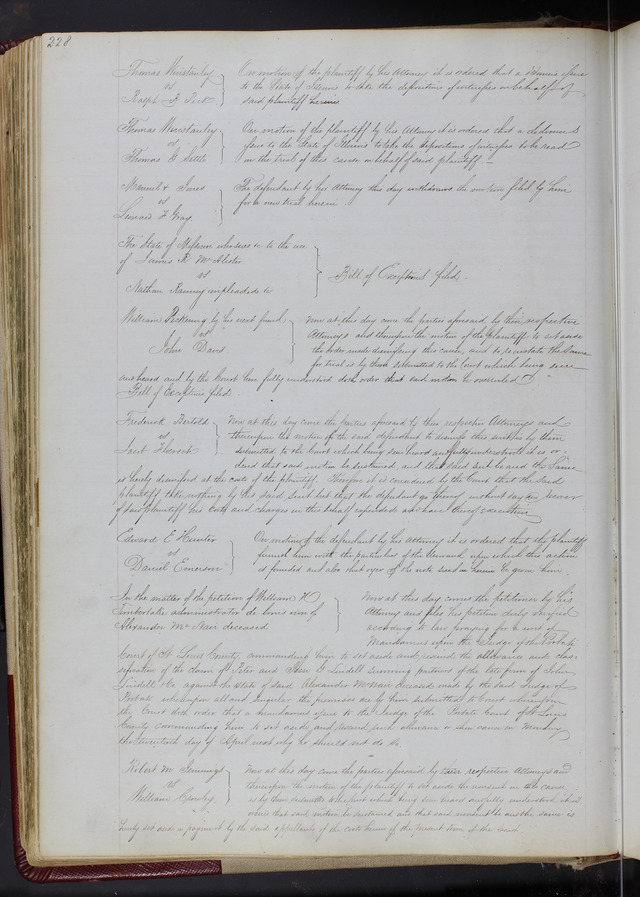 228
Thomas Winstanley } On motion of the plaintiff by his Attorney it is ordered that a Dedimus issue
vs to the State of Illinois to take the depositions of witnesses on behalf of
Ralph said plaintiff herein
Thomas Winstanley } On motion of the plaintiff by his Attorney it is ordered that a Dedimus
vs issue to the State of Illinois to take the depositions of witnesses to be read
Thomas G Settle on the trial of this cause on behalf of said plaintiff
& Jones } The defendant by his Attorney this day withdraws the motion filed by him
vs for a new trial herein
Leonard F Gray
The State of Missouri who sues &c to the use
of James R McAlister
vs } Bill of Exceptions filed.
Nathan Ranney impleaded &c
William Pickering by his next friend } Now at this day come the parties aforesaid by their respective
vs Attorneys and thereupon the motion of the plaintiff to set aside
John David the order made dismissing this cause, and to reinstate the same
for trial is by them submitted to the Court which being seen
and heard and by the Court here fully understood doth order that said motion be overruled
Bill of Exceptions filed.
Frederick Bertold } Now at this day come the parties aforesaid by their respective Attorneys and
vs thereupon the motion of the said defendant to dismiss this suit is by them
Jacob submitted to the Court which being seen heard and fully understood it is or
dered that said motion be sustained and that said suit be and the same
is hereby dismissed at the costs of the plaintiff. Therefore it is considered by the Court that the said
plaintiff take nothing by his said suit but that the defendant go thereof without day and recover
of said plaintiff his costs and charges in this behalf expended and have thereof execution
Edward E Hunter } On motion of the defendant by his Attorney it is ordered that the plaintiff
vs furnish him with the particulars of the demand upon which this action
Daniel Emerson is founded and also that oyer of the note sued on herein be given him.
In the matter of the petition of William H } Now at this day comes the petitioner by his
Timberlake administrator de bonis non of Attorney and files his petition duly verified
Alexander McNair deceased according to law praying for a writ of
Mandamus upon the Judge of the Probate
Court of St Louis County, commanding him to set aside and annul the allowance and clas-
sification of the claim of Peter and Jesse G Lindell surviving partners of the late firm of John
Lindell & Co against the estate of said Alexander McNair deceased made by the said Judge of
Probate whereupon all and singular the premises are by him submitted to Court whereupon
the Court doth order that a mandamus issue to the Judge of the Probate Court of St Louis
County commanding him to set aside and annul such allowance or show cause on Monday
the seventeenth day of April next why he should not do so.
Robert M Jennings } Now at this day come the parties aforesaid by their respective Attorneys and
vs thereupon the motion of the plaintiff to set aside the nonsuit in this cause
William Cowley is by them submitted to the Court which being seen heard and fully understood it is
ordered that said motion be sustained and that said nonsuit be and the same is
hereby set aside on payment by the said appellants of the costs herein of the present term of the court.